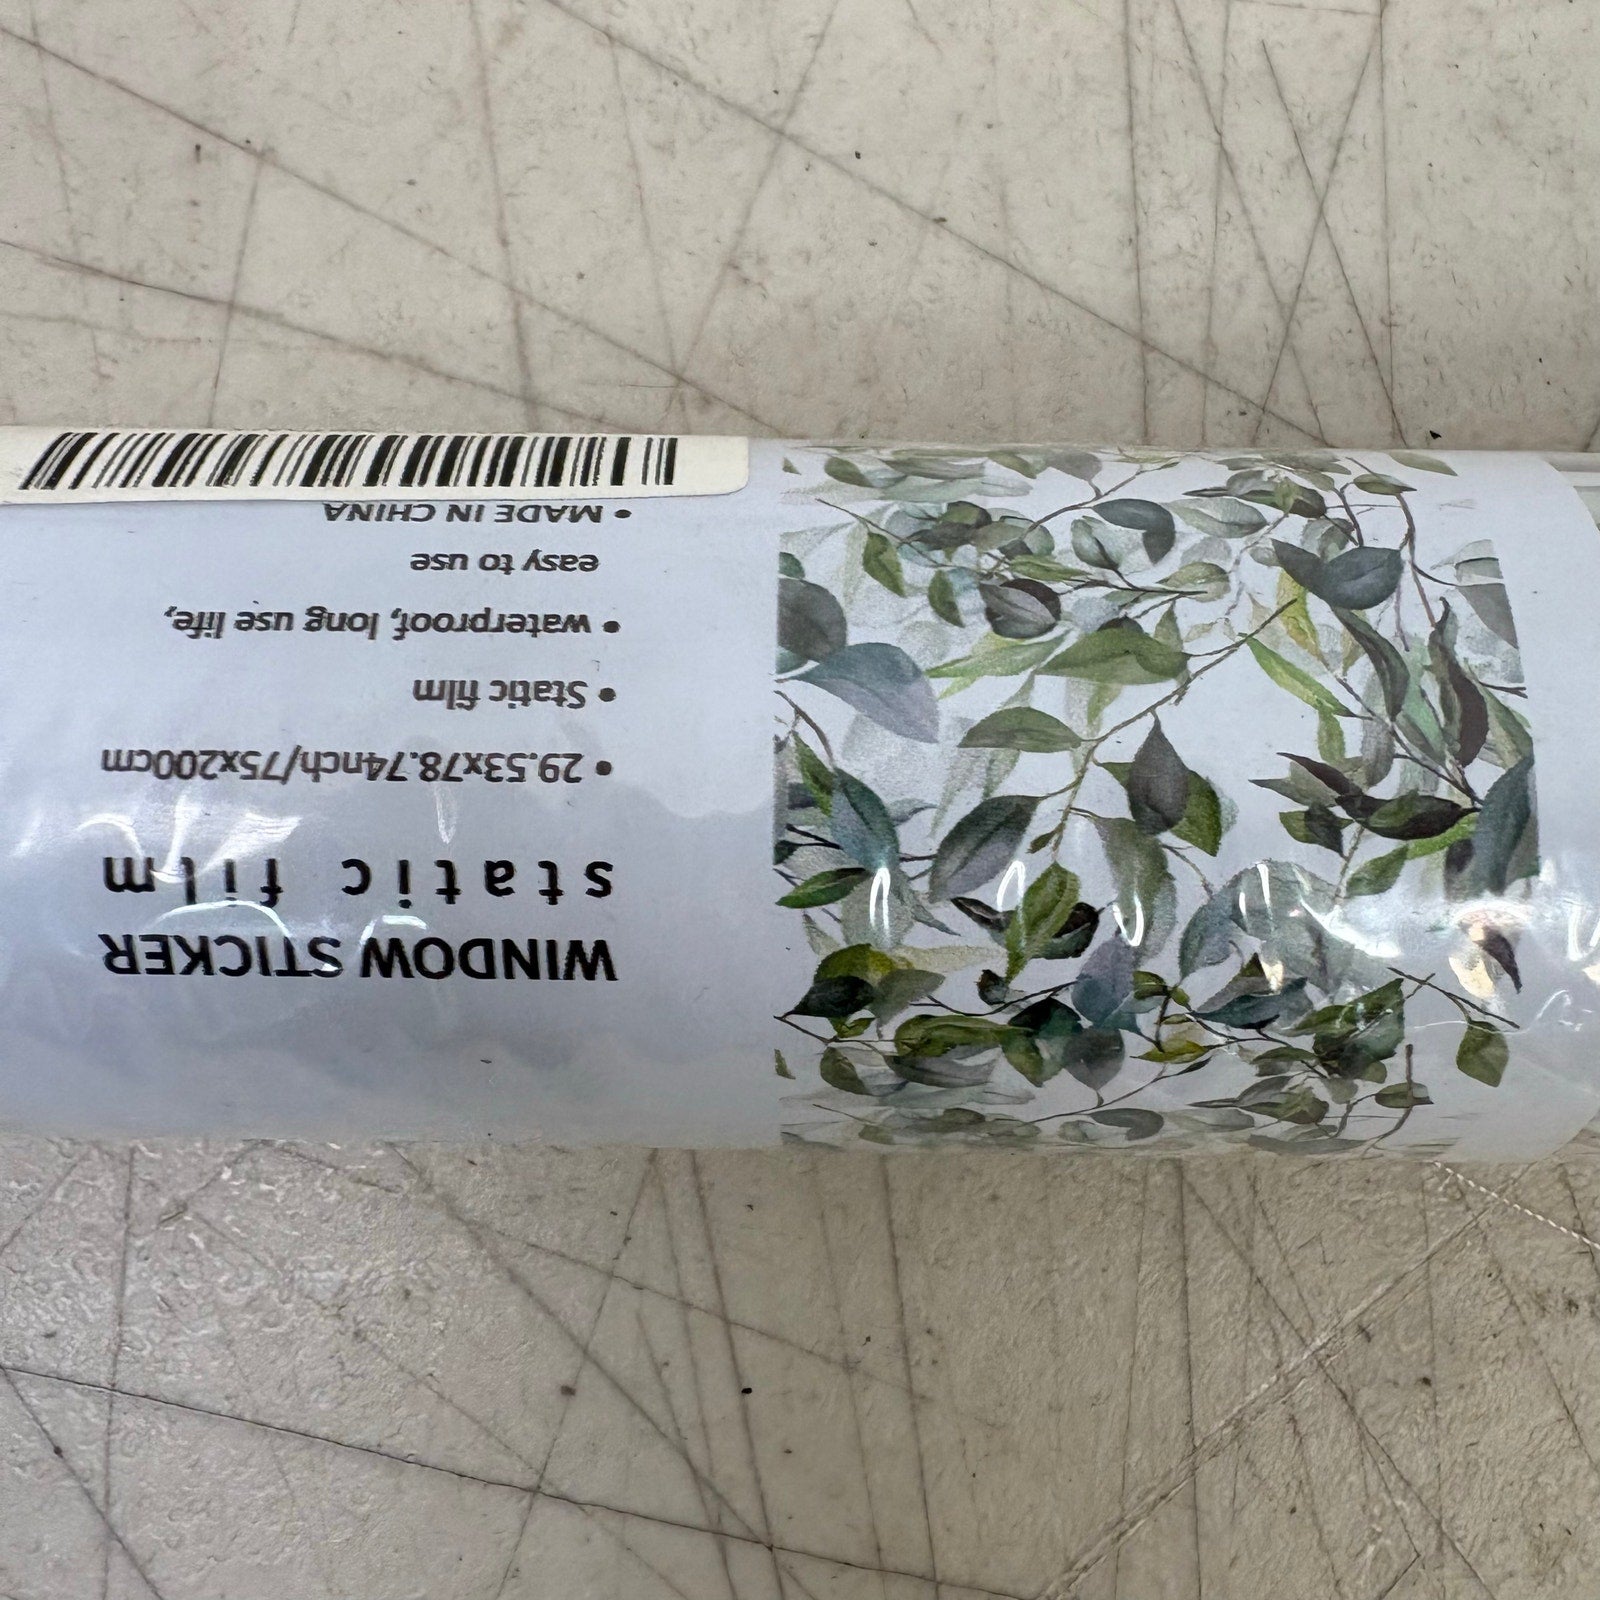 WINDOW STICKER
static film
• 29.53x78.74nch/75x200cm
• Static film
• waterproof, long use life,
easy to use
• MADE IN CHINA